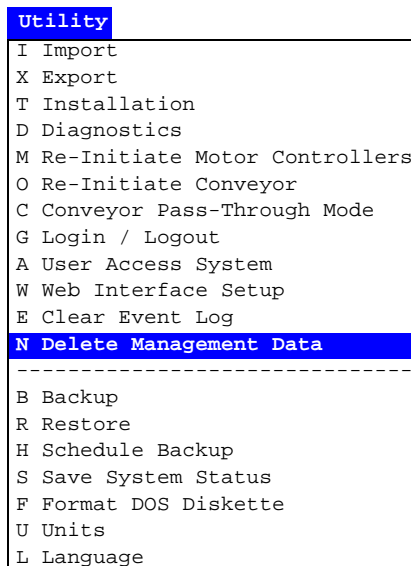 Utility
I Import
X Export
T Installation
D Diagnostics
M Re-Initiate Motor Controllers
O Re-Initiate Conveyor
C Conveyor Pass-Through Mode
G Login / Logout
A User Access System
W Web Interface Setup
E Clear Event Log
N Delete Management Data
-------------------------------
B Backup
R Restore
H Schedule Backup
S Save System Status
F Format DOS Diskette
U Units
L Language